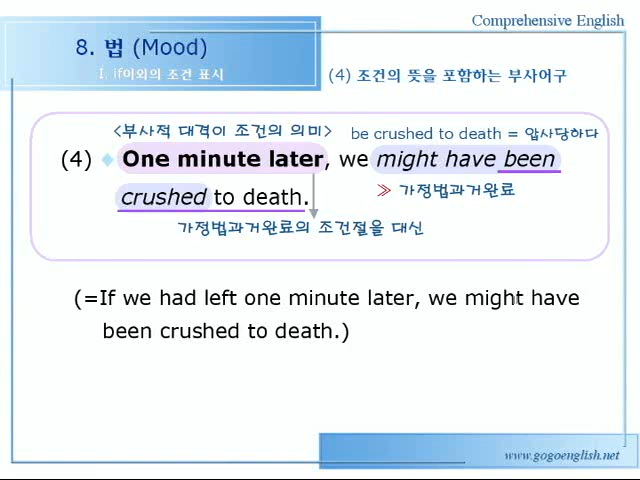 Comprehensive English
8. 법 (Mood)
I. if이외의 조건 표시
(4) 조건의 뜻을 포함하는 부사어구
<부사적 대격이 조건의 의미>
be crushed to death = 압사당하다
(4) ◆ One minute later, we might have been
crushed to death.
≫ 가정법과거완료
가정법과거완료의 조건절을 대신
(=If we had left one minute later, we might have
been crushed to death.)
www.gogoenglish.net